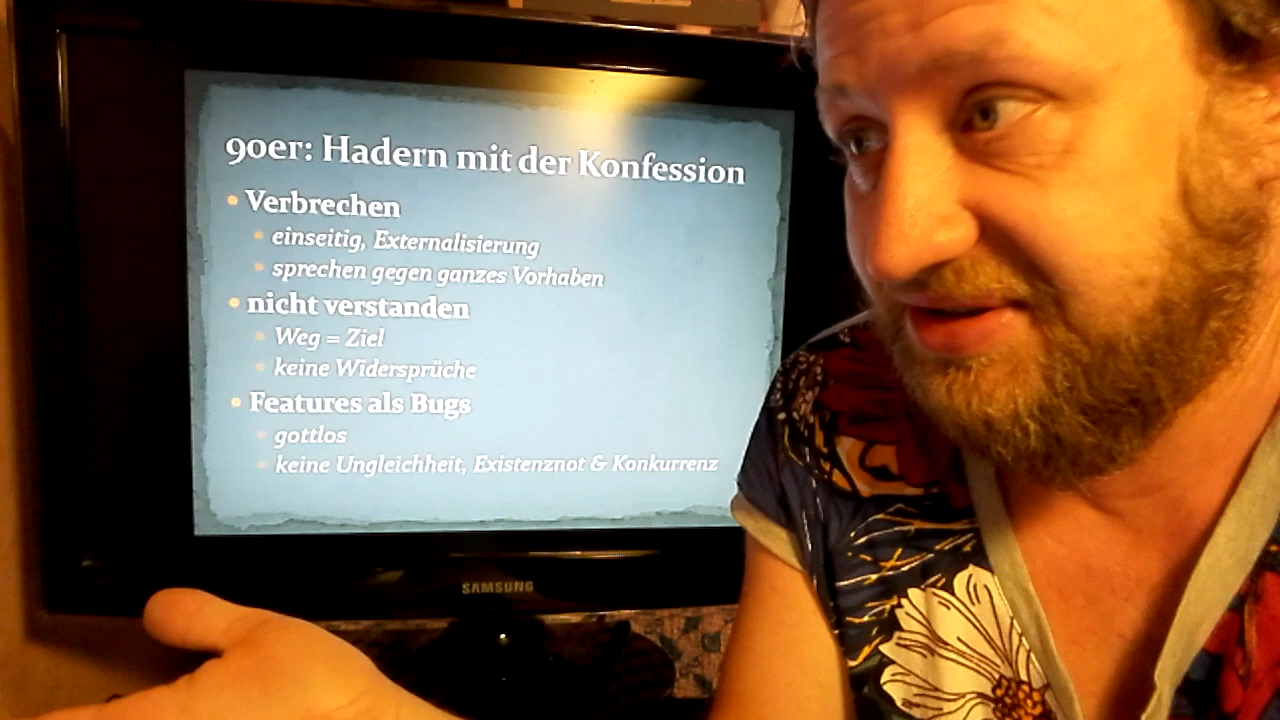 90er: Hadern mit der Konfession
• Verbrechen
• einseitig, Externalisierung
• sprechen gegen ganzes Vorhaben
• nicht verstanden
• Weg = Ziel
• keine Widersprüche
• Features als Bugs
• gottlos
• keine Ungleichheit, Existenznot & Konkurrenz
SAMSUNG